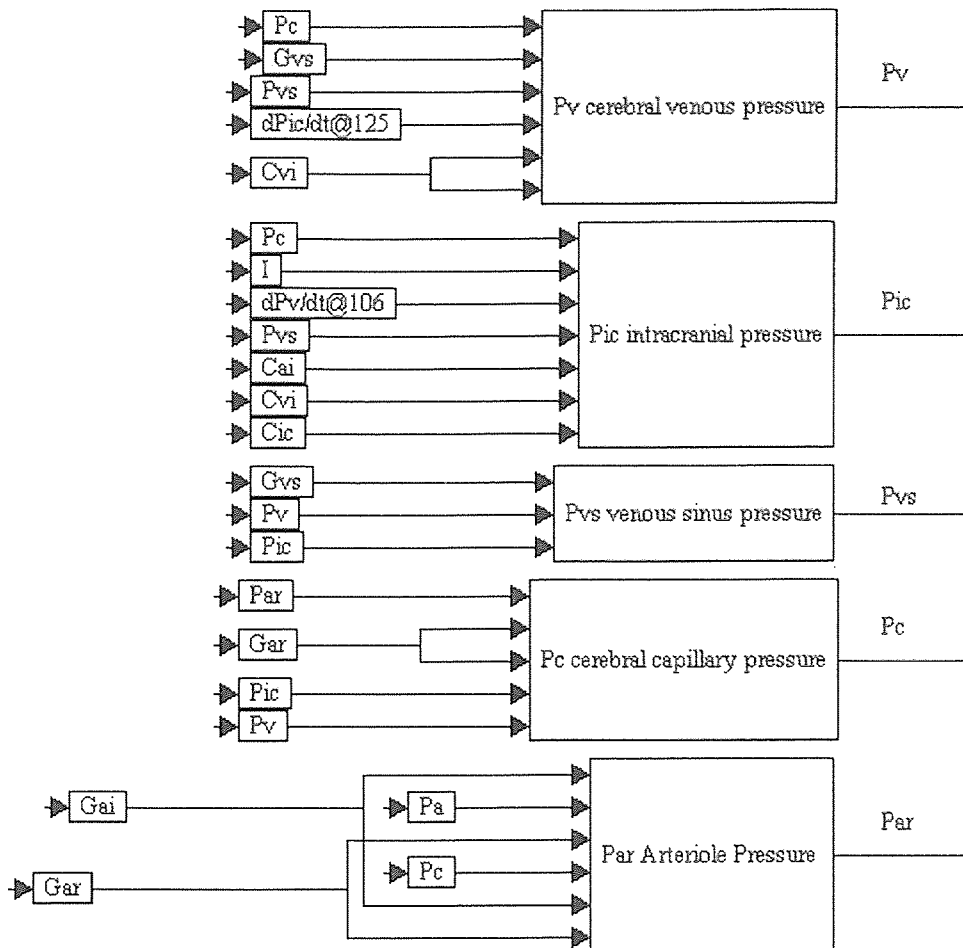 Pc
Gvs
Pvs
dPic/dt@125
Cvi
Pv cerebral venous pressure
Pv
Pc
I
dPv/dt@106
Pvs
Cai
Cvi
Cic
Pic intracranial pressure
Pic
Gvs
Pv
Pic
Pvs venous sinus pressure
Pvs
Par
Gar
Pic
Pv
Pc cerebral capillary pressure
Pc
Gai
Pa
Pc
Gar
Par Arteriole Pressure
Par